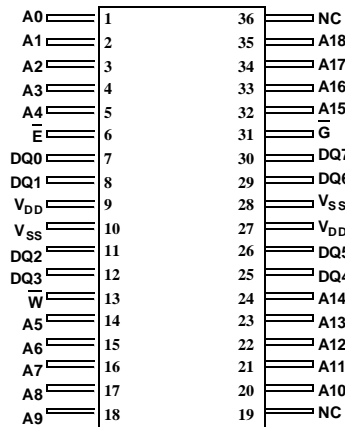 A0 1 36 NC
A1 2 35 A18
A2 3 34 A17
A3 4 33 A16
A4 5 32 A15
E̅ 6 31 G̅
DQ0 7 30 DQ7
DQ1 8 29 DQ6
VDD 9 28 VSS
VSS 10 27 VDD
DQ2 11 26 DQ5
DQ3 12 25 DQ4
W̅ 13 24 A14
A5 14 23 A13
A6 15 22 A12
A7 16 21 A11
A8 17 20 A10
A9 18 19 NC